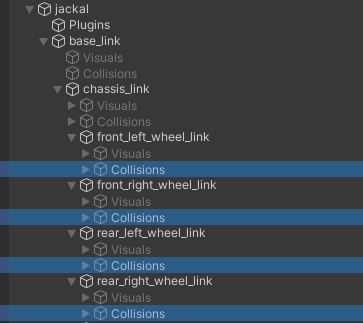 jackal
Plugins
base_link
Visuals
Collisions
chassis_link
Visuals
Collisions
front_left_wheel_link
Visuals
Collisions
front_right_wheel_link
Visuals
Collisions
rear_left_wheel_link
Visuals
Collisions
rear_right_wheel_link
Visuals
Collisions